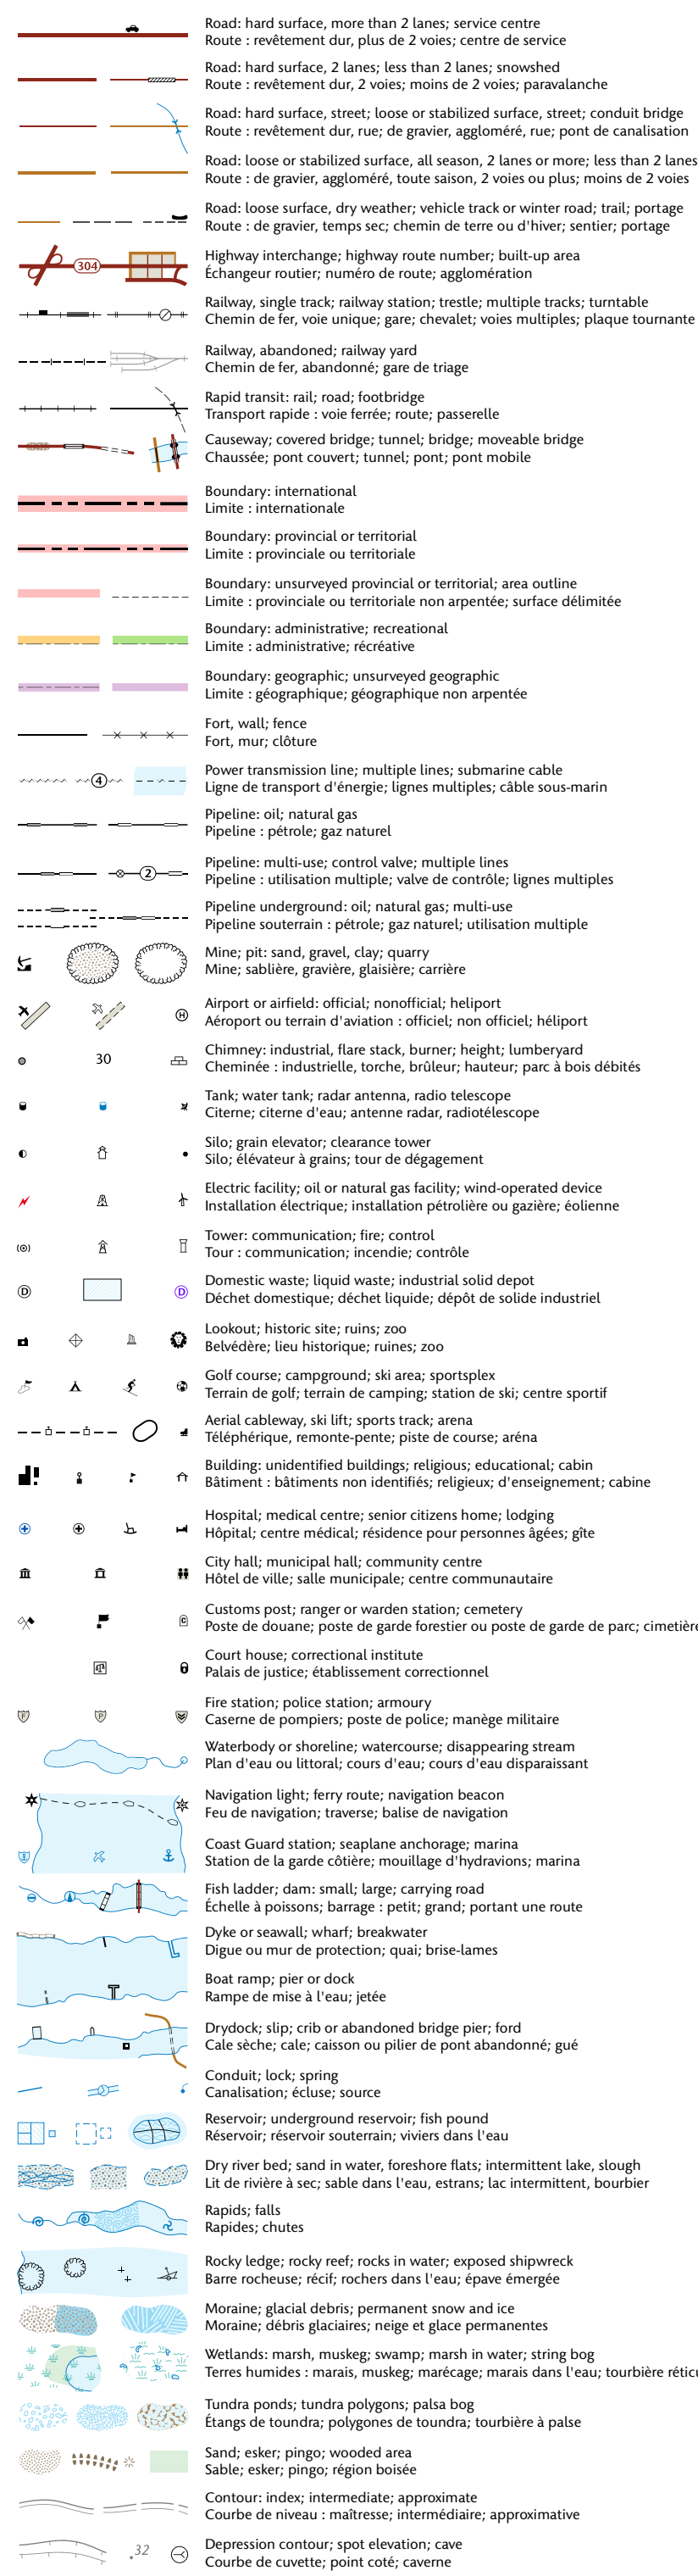 Road: hard surface, more than 2 lanes; service centre
Route : revêtement dur, plus de 2 voies; centre de service
Road: hard surface, 2 lanes; less than 2 lanes; snowshed
Route : revêtement dur, 2 voies; moins de 2 voies; paravalanche
Road: hard surface, street; loose or stabilized surface, street; conduit bridge
Route : revêtement dur, rue; de gravier, aggloméré, rue; pont de canalisation
Road: loose or stabilized surface, all season, 2 lanes or more; less than 2 lanes
Route : de gravier, aggloméré, toute saison, 2 voies ou plus; moins de 2 voies
Road: loose surface, dry weather; vehicle track or winter road; trail; portage
Route : de gravier, temps sec; chemin de terre ou d'hiver; sentier; portage
304
Highway interchange; highway route number; built-up area
Échangeur routier; numéro de route; agglomération
Railway, single track; railway station; trestle; multiple tracks; turntable
Chemin de fer, voie unique; gare; chevalet; voies multiples; plaque tournante
Railway, abandoned; railway yard
Chemin de fer, abandonné; gare de triage
Rapid transit: rail; road; footbridge
Transport rapide : voie ferrée; route; passerelle
Causeway; covered bridge; tunnel; bridge; moveable bridge
Chaussée; pont couvert; tunnel; pont; pont mobile
Boundary: international
Limite : internationale
Boundary: provincial or territorial
Limite : provinciale ou territoriale
Boundary: unsurveyed provincial or territorial; area outline
Limite : provinciale ou territoriale non arpentée; surface délimitée
Boundary: administrative; recreational
Limite : administrative; récréative
Boundary: geographic; unsurveyed geographic
Limite : géographique; géographique non arpentée
Fort, wall; fence
Fort, mur; clôture
4
Power transmission line; multiple lines; submarine cable
Ligne de transport d'énergie; lignes multiples; câble sous-marin
Pipeline: oil; natural gas
Pipeline : pétrole; gaz naturel
2
Pipeline: multi-use; control valve; multiple lines
Pipeline : utilisation multiple; valve de contrôle; lignes multiples
Pipeline underground: oil; natural gas; multi-use
Pipeline souterrain : pétrole; gaz naturel; utilisation multiple
Mine; pit: sand, gravel, clay; quarry
Mine; sablière, gravière, glaisière; carrière
H
Airport or airfield: official; nonofficial; heliport
Aéroport ou terrain d'aviation : officiel; non officiel; héliport
30
Chimney: industrial, flare stack, burner; height; lumberyard
Cheminée : industrielle, torche, brûleur; hauteur; parc à bois débités
Tank; water tank; radar antenna, radio telescope
Citerne; citerne d'eau; antenne radar, radiotélescope
Silo; grain elevator; clearance tower
Silo; élévateur à grains; tour de dégagement
Electric facility; oil or natural gas facility; wind-operated device
Installation électrique; installation pétrolière ou gazière; éolienne
Tower: communication; fire; control
Tour : communication; incendie; contrôle
D D
Domestic waste; liquid waste; industrial solid depot
Déchet domestique; déchet liquide; dépôt de solide industriel
Lookout; historic site; ruins; zoo
Belvédère; lieu historique; ruines; zoo
Golf course; campground; ski area; sportsplex
Terrain de golf; terrain de camping; station de ski; centre sportif
Aerial cableway, ski lift; sports track; arena
Téléphérique, remonte-pente; piste de course; aréna
Building: unidentified buildings; religious; educational; cabin
Bâtiment : bâtiments non identifiés; religieux; d'enseignement; cabine
Hospital; medical centre; senior citizens home; lodging
Hôpital; centre médical; résidence pour personnes âgées; gîte
City hall; municipal hall; community centre
Hôtel de ville; salle municipale; centre communautaire
C
Customs post; ranger or warden station; cemetery
Poste de douane; poste de garde forestier ou poste de garde de parc; cimetière
Court house; correctional institute
Palais de justice; établissement correctionnel
F P
Fire station; police station; armoury
Caserne de pompiers; poste de police; manège militaire
Waterbody or shoreline; watercourse; disappearing stream
Plan d'eau ou littoral; cours d'eau; cours d'eau disparaissant
Navigation light; ferry route; navigation beacon
Feu de navigation; traverse; balise de navigation
Coast Guard station; seaplane anchorage; marina
Station de la garde côtière; mouillage d'hydravions; marina
Fish ladder; dam: small; large; carrying road
Échelle à poissons; barrage : petit; grand; portant une route
Dyke or seawall; wharf; breakwater
Digue ou mur de protection; quai; brise-lames
Boat ramp; pier or dock
Rampe de mise à l'eau; jetée
Drydock; slip; crib or abandoned bridge pier; ford
Cale sèche; cale; caisson ou pilier de pont abandonné; gué
Conduit; lock; spring
Canalisation; écluse; source
Reservoir; underground reservoir; fish pound
Réservoir; réservoir souterrain; viviers dans l'eau
Dry river bed; sand in water, foreshore flats; intermittent lake, slough
Lit de rivière à sec; sable dans l'eau, estrans; lac intermittent, bourbier
Rapids; falls
Rapides; chutes
Rocky ledge; rocky reef; rocks in water; exposed shipwreck
Barre rocheuse; récif; rochers dans l'eau; épave émergée
Moraine; glacial debris; permanent snow and ice
Moraine; débris glaciaires; neige et glace permanentes
Wetlands: marsh, muskeg; swamp; marsh in water; string bog
Terres humides : marais, muskeg; marécage; marais dans l'eau; tourbière
Tundra ponds; tundra polygons; palsa bog
Étangs de toundra; polygones de toundra; tourbière à palse
Sand; esker; pingo; wooded area
Sable; esker; pingo; région boisée
Contour: index; intermediate; approximate
Courbe de niveau : maîtresse; intermédiaire; approximative
32
Depression contour; spot elevation; cave
Courbe de cuvette; point coté; caverne